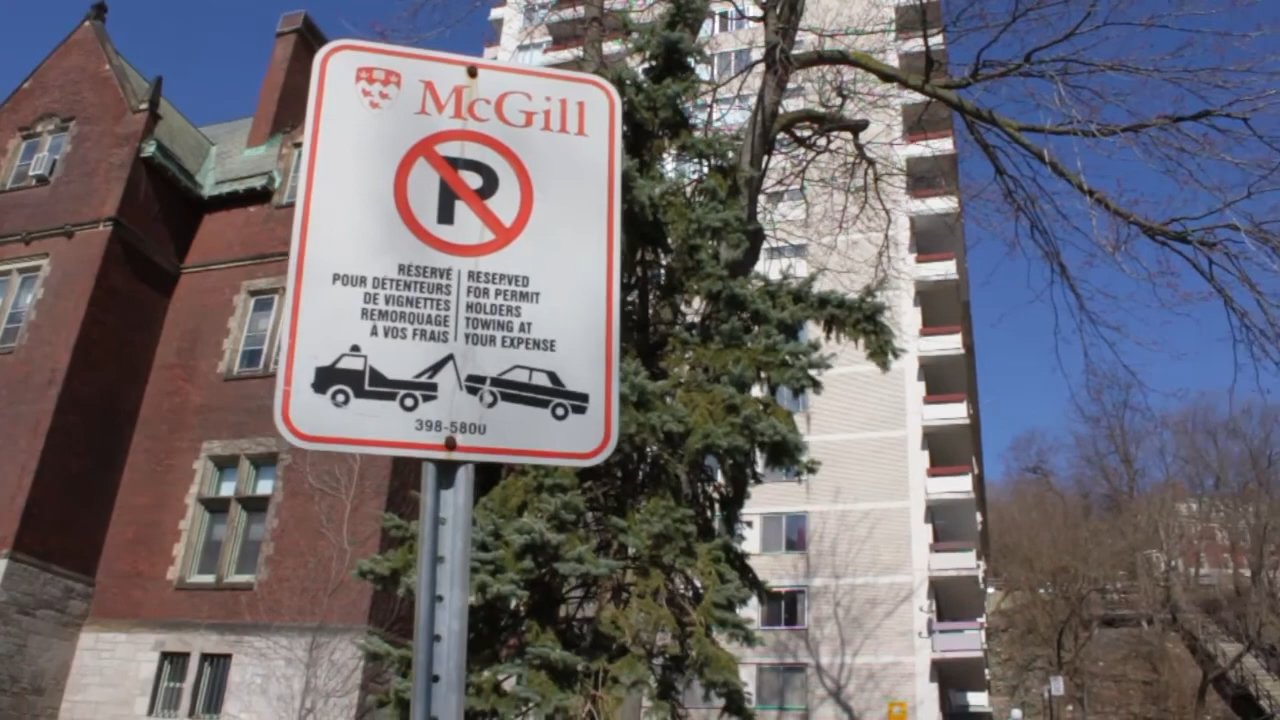 McGill
P
RÉSERVÉ
POUR DÉTENTEURS
DE VIGNETTES
REMORQUAGE
À VOS FRAIS
RESERVED
FOR PERMIT
HOLDERS
TOWING AT
YOUR EXPENSE
398-5800